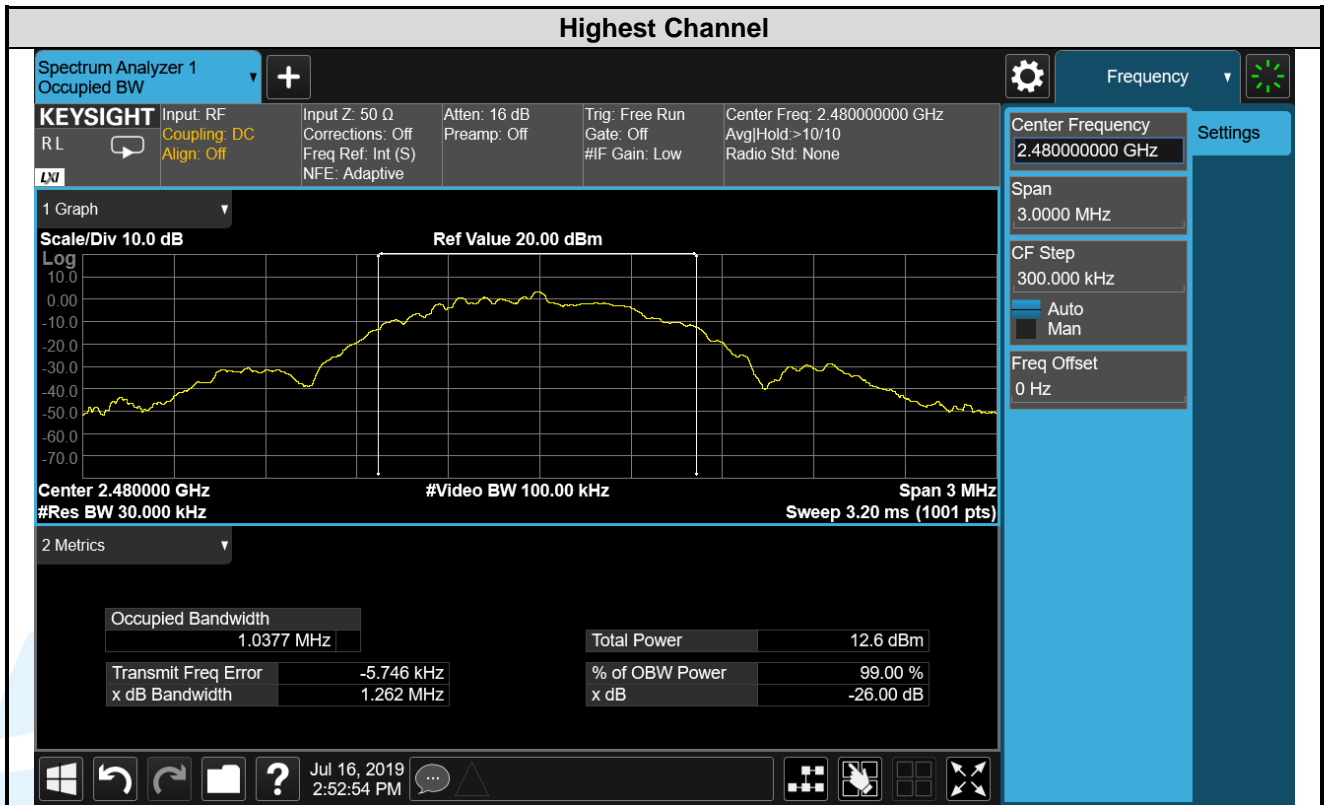 Highest Channel
Spectrum Analyzer 1
Occupied BW
Frequency
KEYSIGHT
R L
LXI
Input: RF
Coupling: DC
Align: Off
Input Z: 50 Ω
Corrections: Off
Freq Ref: Int (S)
NFE: Adaptive
Atten: 16 dB
Preamp: Off
Trig: Free Run
Gate: Off
#IF Gain: Low
Center Freq: 2.480000000 GHz
Avg|Hold:>10/10
Radio Std: None
Center Frequency
2.480000000 GHz
Settings
Span
3.0000 MHz
CF Step
300.000 kHz
Auto
Man
Freq Offset
0 Hz
1 Graph
Scale/Div 10.0 dB
Ref Value 20.00 dBm
Log
10.0
0.00
-10.0
-20.0
-30.0
-40.0
-50.0
-60.0
-70.0
Center 2.480000 GHz
#Video BW 100.00 kHz
Span 3 MHz
#Res BW 30.000 kHz
Sweep 3.20 ms (1001 pts)
2 Metrics
Occupied Bandwidth
1.0377 MHz
Total Power 12.6 dBm
Transmit Freq Error -5.746 kHz
% of OBW Power 99.00 %
x dB Bandwidth 1.262 MHz
x dB -26.00 dB
Jul 16, 2019
2:52:54 PM